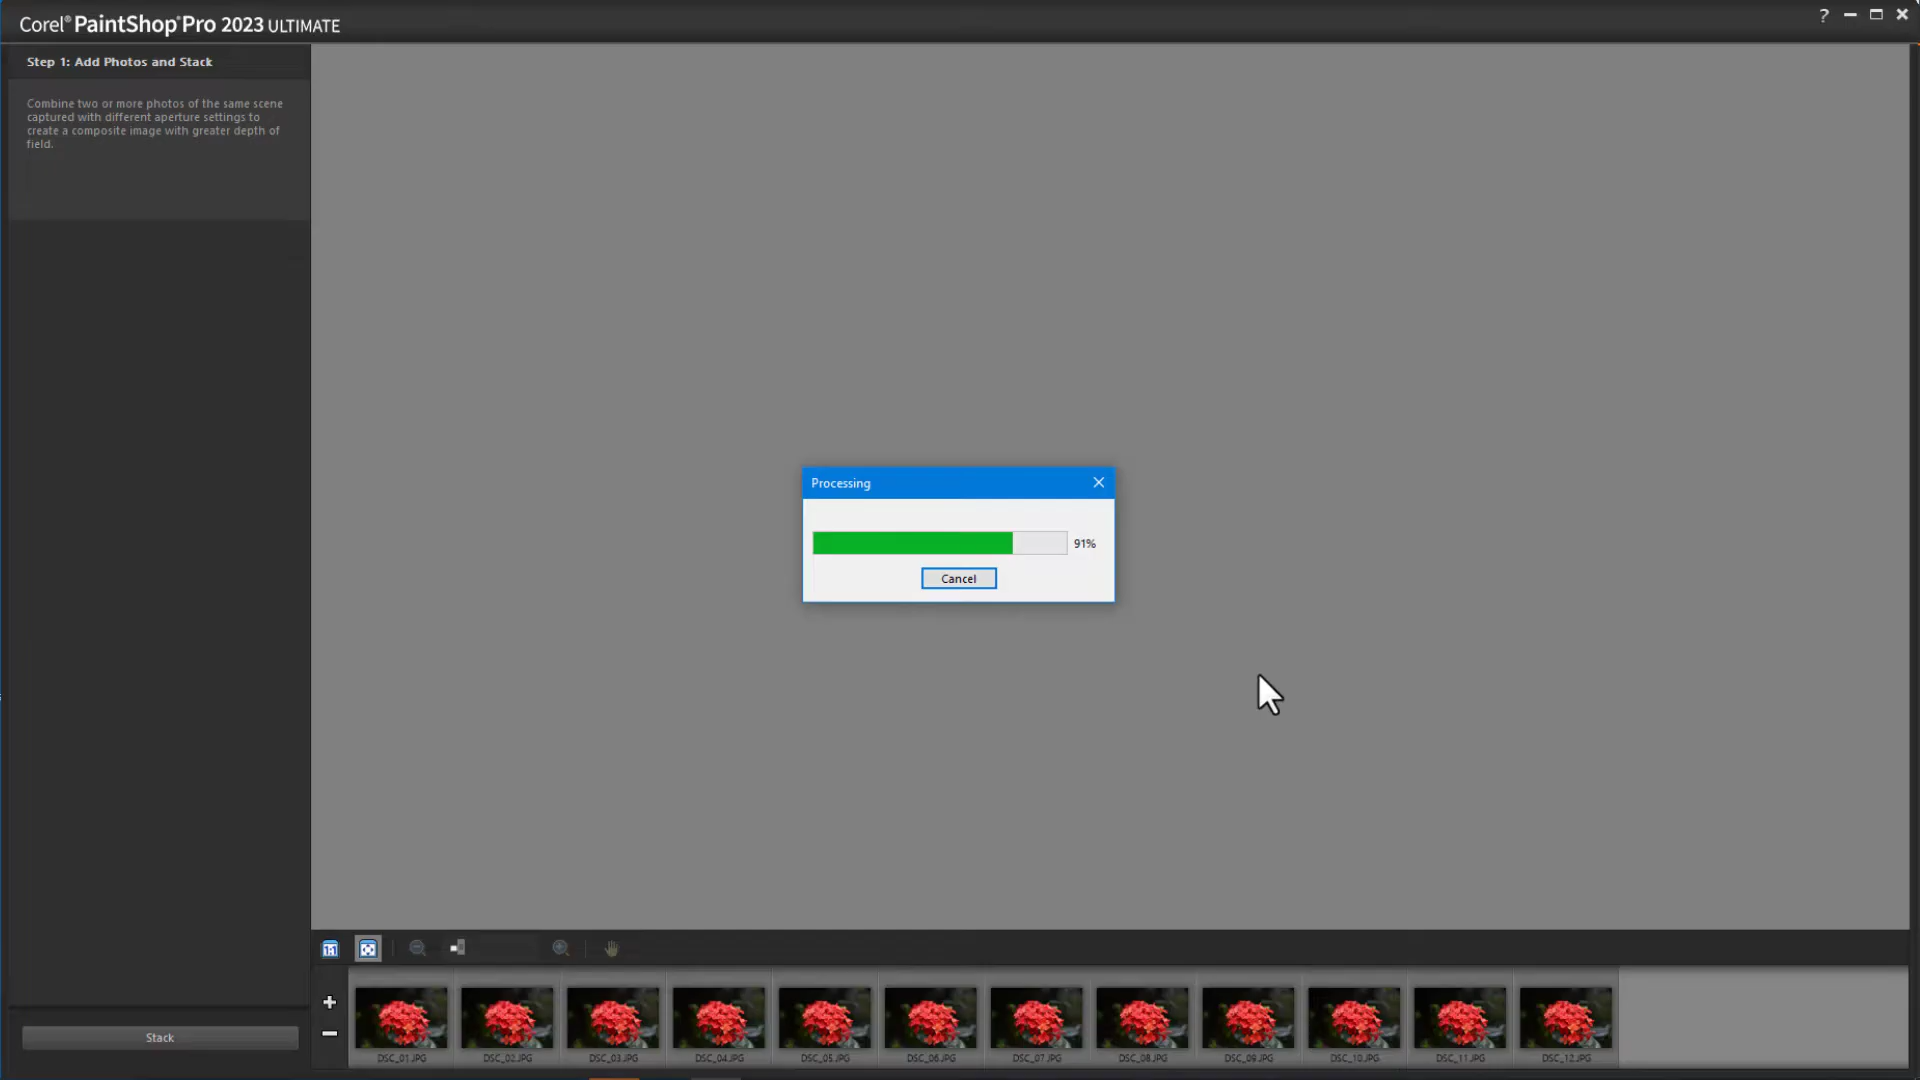 Corel® PaintShop® Pro 2023 ULTIMATE
?
Step 1: Add Photos and Stack
Combine two or more photos of the same scene
captured with different aperture settings to
create a composite image with greater depth of
field.
Processing
91%
Cancel
1:1
Stack
DSC_01.JPG
DSC_02.JPG
DSC_03.JPG
DSC_04.JPG
DSC_05.JPG
DSC_06.JPG
DSC_07.JPG
DSC_08.JPG
DSC_09.JPG
DSC_10.JPG
DSC_11.JPG
DSC_12.JPG